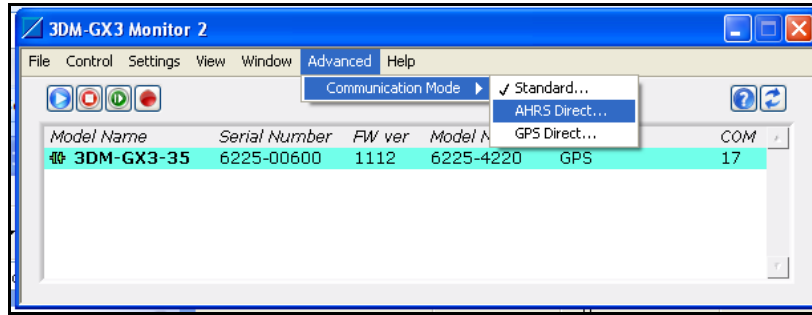 3DM-GX3 Monitor 2
File Control Settings View Window Advanced Help
Communication Mode
✓ Standard...
AHRS Direct...
GPS Direct...
Model Name Serial Number FW ver Model COM
3DM-GX3-35 6225-00600 1112 6225-4220 GPS 17